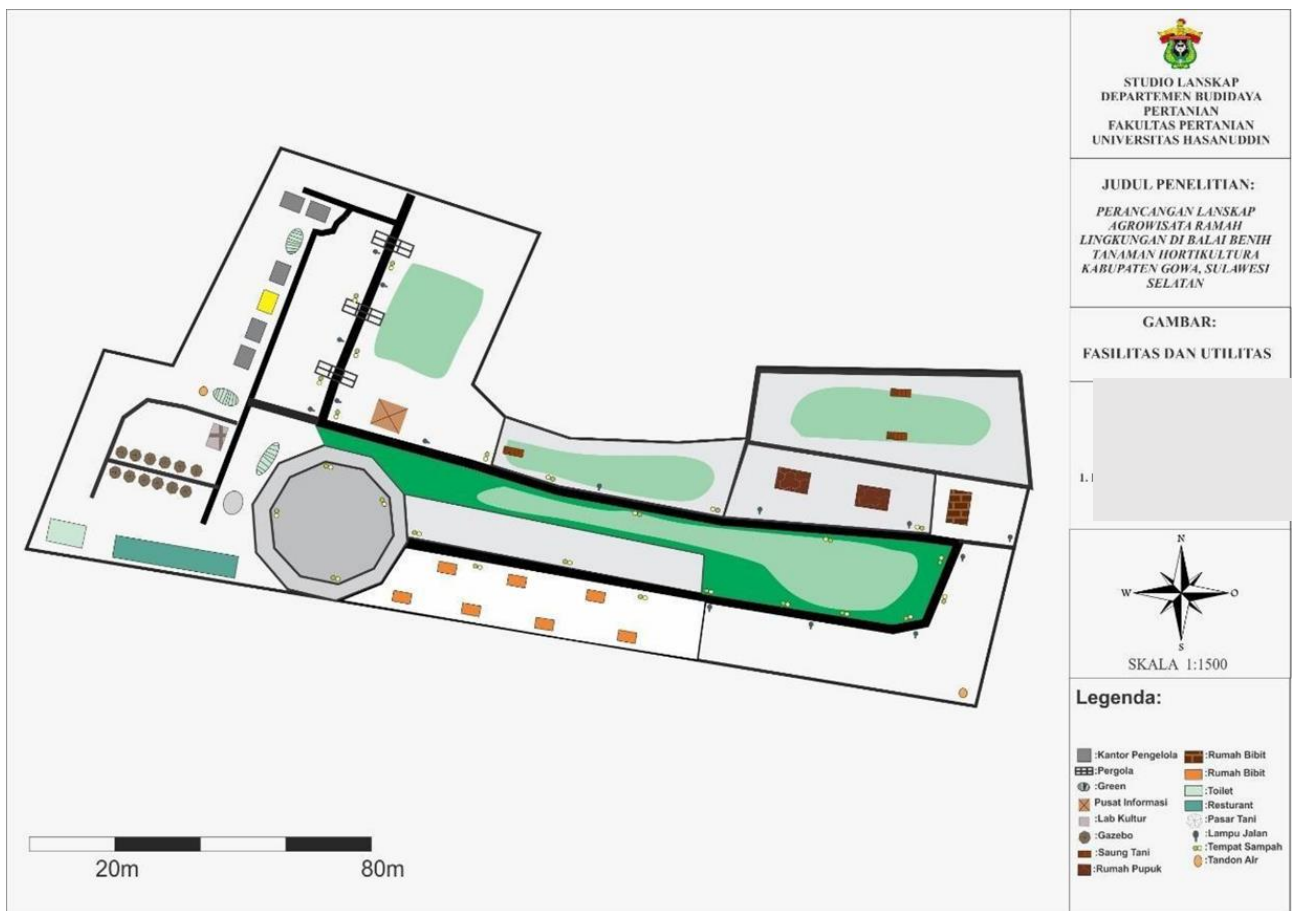 STUDIO LANSKAP
DEPARTEMEN BUDIDAYA
PERTANIAN
FAKULTAS PERTANIAN
UNIVERSITAS HASANUDDIN
JUDUL PENELITIAN:
PERANCANGAN LANSKAP
AGROWISATA RAMAH
LINGKUNGAN DI BALAI BENIH
TANAMAN HORTIKULTURA
KABUPATEN GOWA, SULAWESI
SELATAN
GAMBAR:
FASILITAS DAN UTILITAS
1.
N
W
O
S
SKALA 1:1500
Legenda:
:Kantor Pengelola
:Pergola
:Green
Pusat Informasi
:Lab Kultur
:Gazebo
:Saung Tani
:Rumah Pupuk
:Rumah Bibit
:Rumah Bibit
:Toilet
:Resturant
:Pasar Tani
:Lampu Jalan
:Tempat Sampah
:Tandon Air
20m
80m